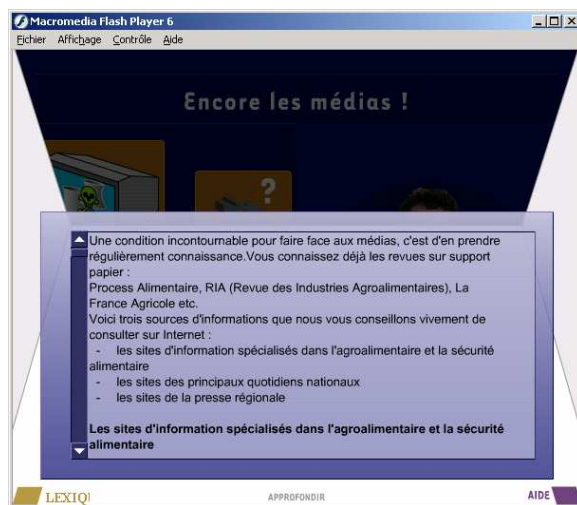 Macromedia Flash Player 6
Fichier Affichage Contrôle Aide
Encore les médias !
?
Une condition incontournable pour faire face aux médias, c'est d'en prendre
régulièrement connaissance.Vous connaissez déjà les revues sur support
papier :
Process Alimentaire, RIA (Revue des Industries Agroalimentaires), La
France Agricole etc.
Voici trois sources d'informations que nous vous conseillons vivement de
consulter sur Internet :
- les sites d'information spécialisés dans l'agroalimentaire et la sécurité
alimentaire
- les sites des principaux quotidiens nationaux
- les sites de la presse régionale
Les sites d'information spécialisés dans l'agroalimentaire et la sécurité
alimentaire
LEXIQ
APPROFONDIR
AIDE